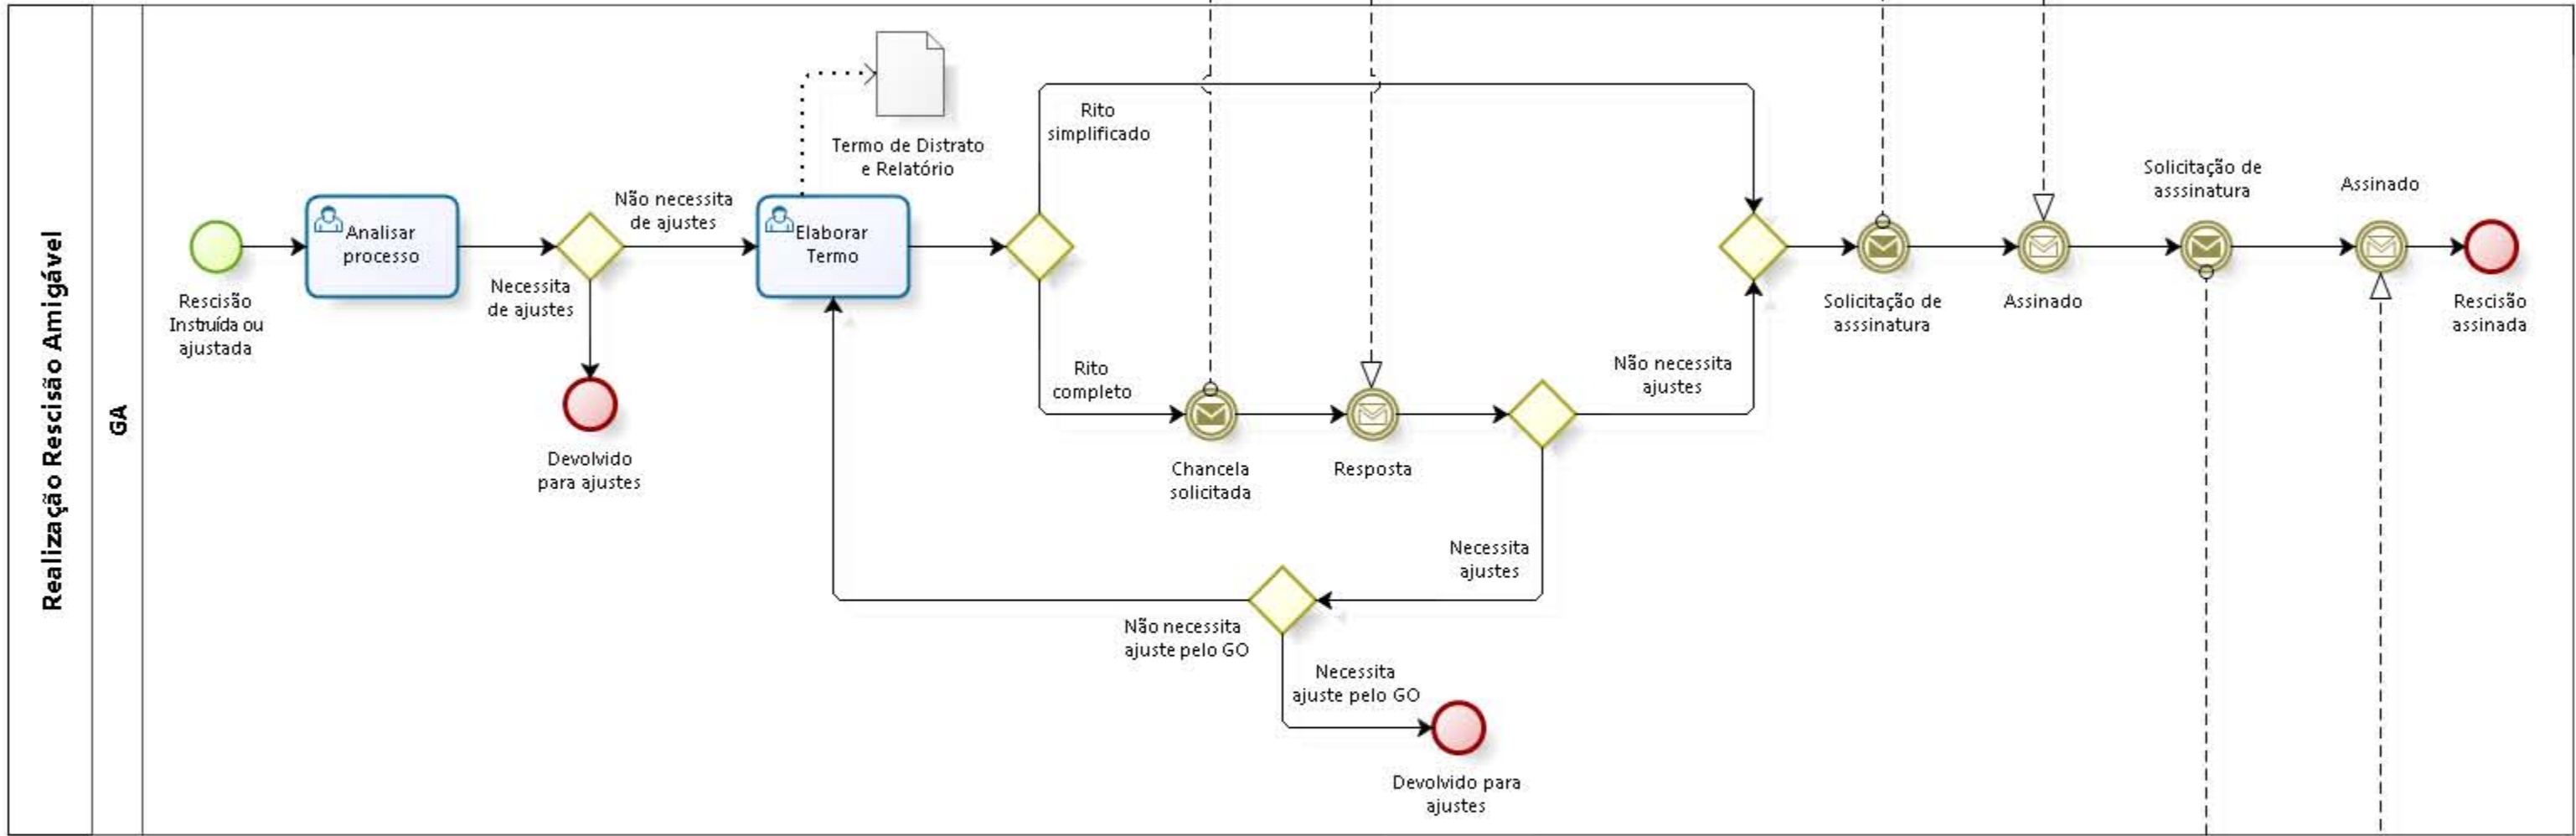 Realização Rescisão Amigável
GA
Rescisão
Instruída ou
ajustada
Analisar
processo
Necessita
de ajustes
Devolvido
para ajustes
Não necessita
de ajustes
Elaborar
Termo
Termo de Distrato
e Relatório
Rito
simplificado
Rito
completo
Chancela
solicitada
Resposta
Não necessita
ajustes
Necessita
ajustes
Não necessita
ajuste pelo GO
Necessita
ajuste pelo GO
Devolvido para
ajustes
Solicitação de
asssinatura
Assinado
Solicitação de
asssinatura
Assinado
Rescisão
assinada